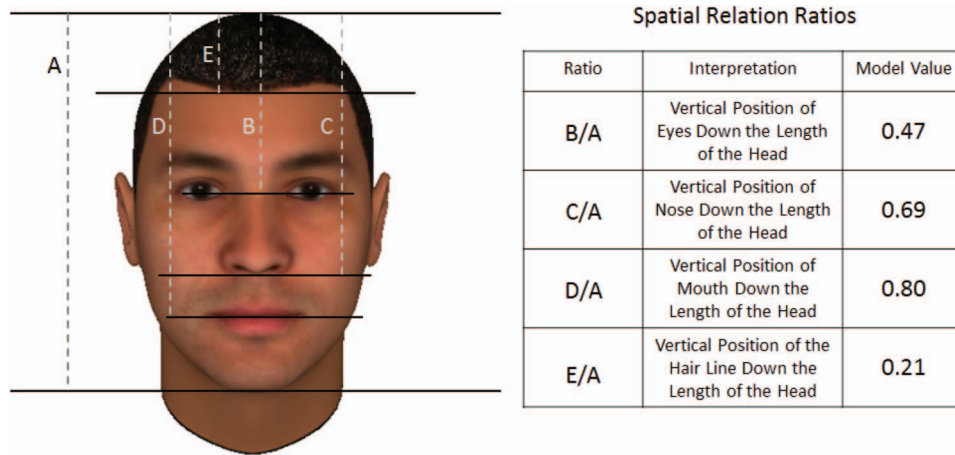 Spatial Relation Ratios
A
E
D
B
C
Ratio Interpretation Model Value
B/A
Vertical Position of
Eyes Down the Length
of the Head
0.47
C/A
Vertical Position of
Nose Down the Length
of the Head
0.69
D/A
Vertical Position of
Mouth Down the
Length of the Head
0.80
E/A
Vertical Position of the
Hair Line Down the
Length of the Head
0.21